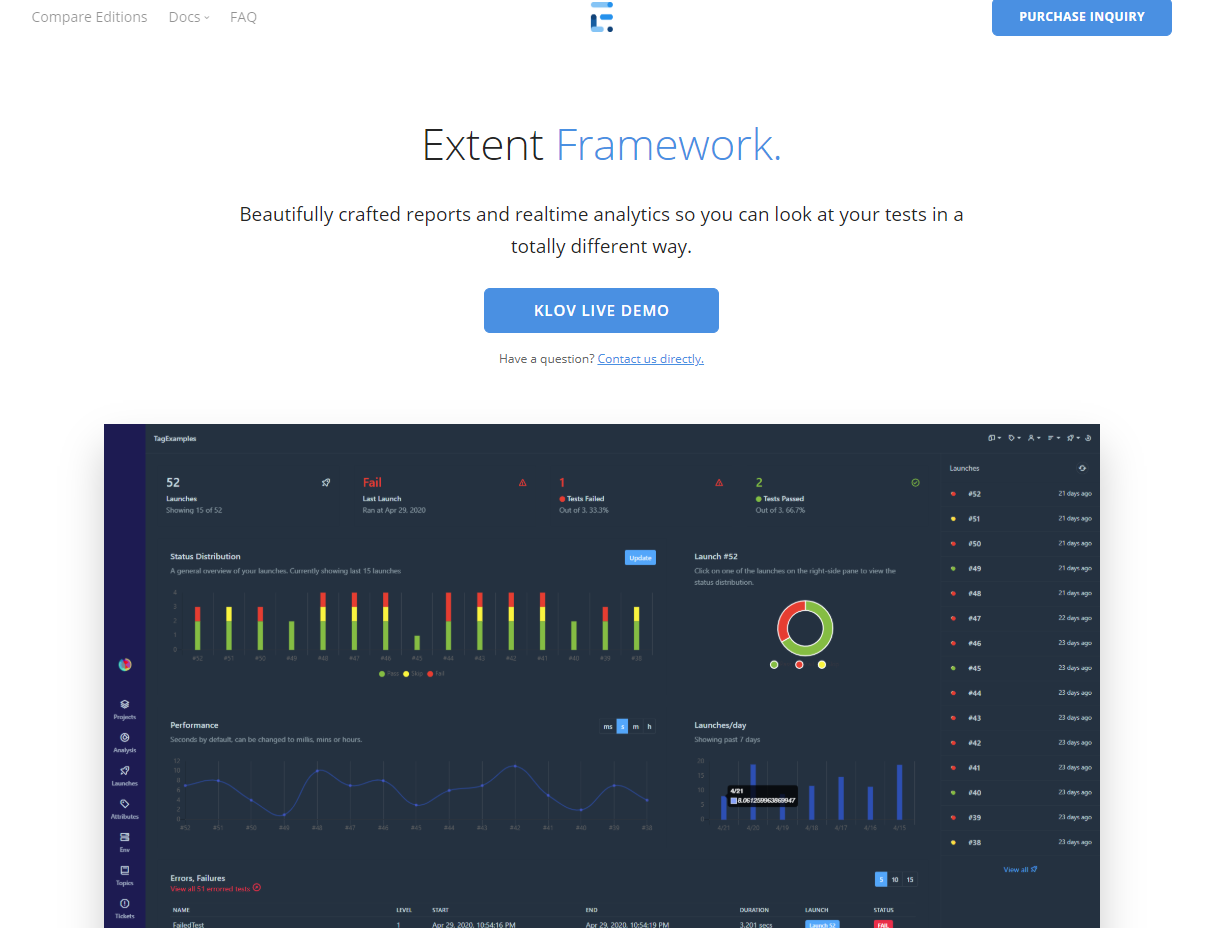 Compare Editions Docs FAQ PURCHASE INQUIRY
Extent Framework.
Beautifully crafted reports and realtime analytics so you can look at your tests in a
totally different way.
KLOV LIVE DEMO
Have a question? Contact us directly.
TagExamples
52 Fail 1 2
Launches Last Launch Tests Failed Tests Passed
Showing 15 of 52 Ran at Apr 29, 2020 Out of 3. 33.3% Out of 3. 66.7%
Status Distribution Update
A general overview of your launches. Currently showing last 15 launches
4
3
2
1
0
#52 #51 #50 #49 #48 #47 #46 #45 #44 #43 #42 #41 #40 #39 #38
Pass Skip Fail
Launch #52
Click on one of the launches on the right-side pane to view the
status distribution.
Performance ms s m h
Seconds by default, can be changed to millis, mins or hours.
12
10
8
6
4
2
0
#52 #51 #50 #49 #48 #47 #46 #45 #44 #43 #42 #41 #40 #39 #38
Launches/day
Showing past 7 days
20
15
10
5
0
4/21
8.061259963869947
4/21 4/20 4/19 4/18 4/17 4/16 4/15
Errors, Failures 5 10 15
View all 51 errored tests
NAME LEVEL START END DURATION LAUNCH STATUS
FailedTest 1 Apr 29, 2020, 10:54:16 PM Apr 29, 2020, 10:54:19 PM 3.201 secs Launch 52 FAIL
Launches
#52 21 days ago
#51 21 days ago
#50 21 days ago
#49 21 days ago
#48 21 days ago
#47 22 days ago
#46 23 days ago
#45 23 days ago
#44 23 days ago
#43 23 days ago
#42 23 days ago
#41 23 days ago
#40 23 days ago
#39 23 days ago
#38 23 days ago
View all
Projects
Analysis
Launches
Attributes
Env
Topics
Tickets